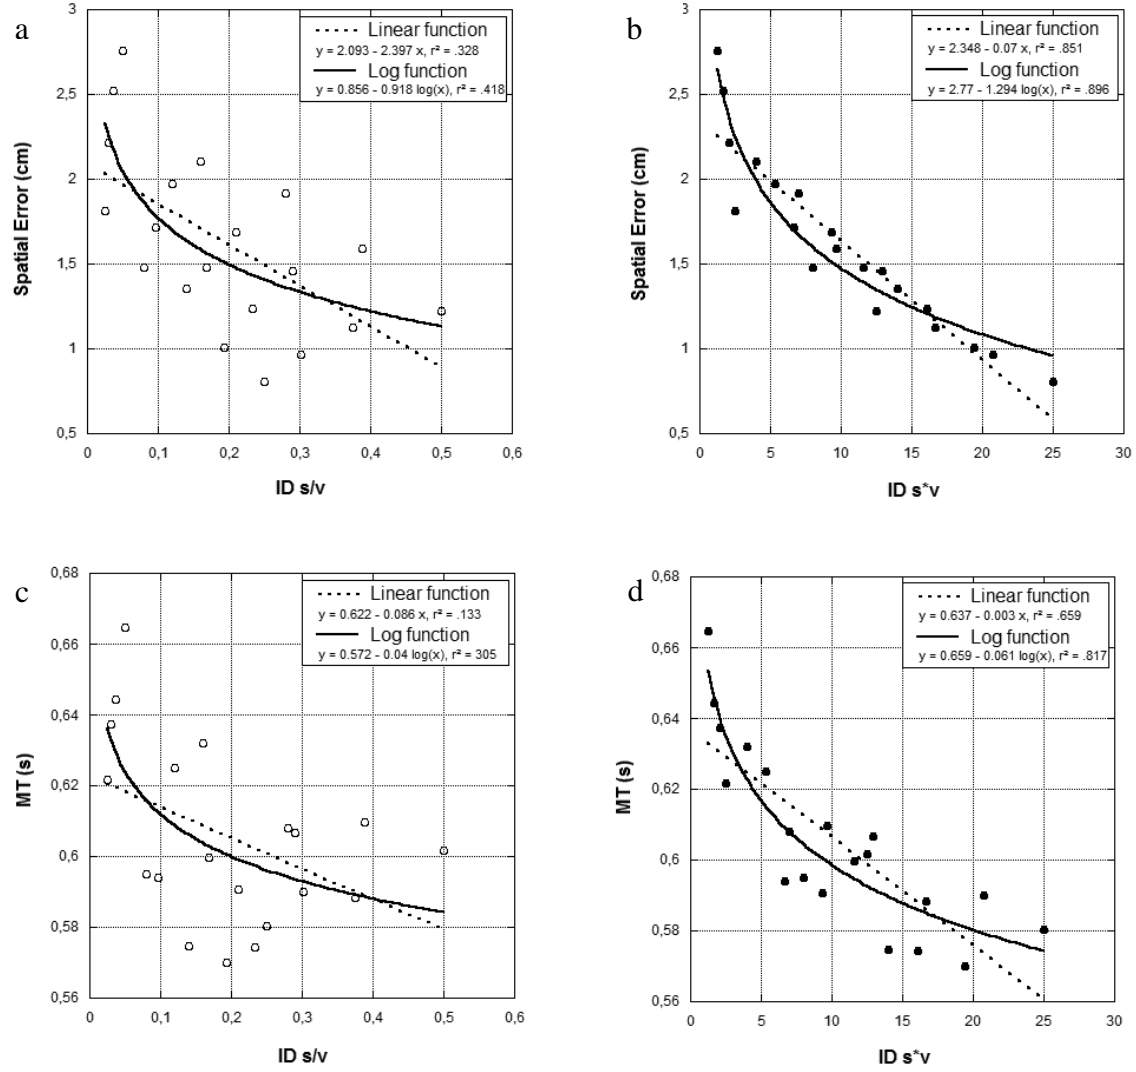 a
3
2,5
2
1,5
1
0,5
Spatial Error (cm)
Linear function
y = 2.093 - 2.397 x, r² = .328
Log function
y = 0.856 - 0.918 log(x), r² = .418
0 0,1 0,2 0,3 0,4 0,5 0,6
ID s/v
b
3
2,5
2
1,5
1
0,5
Spatial Error (cm)
Linear function
y = 2.348 - 0.07 x, r² = .851
Log function
y = 2.77 - 1.294 log(x), r² = .896
0 5 10 15 20 25 30
ID s*v
c
0,68
0,66
0,64
0,62
0,6
0,58
0,56
MT (s)
Linear function
y = 0.622 - 0.086 x, r² = .133
Log function
y = 0.572 - 0.04 log(x), r² = 305
0 0,1 0,2 0,3 0,4 0,5 0,6
ID s/v
d
0,68
0,66
0,64
0,62
0,6
0,58
0,56
MT (s)
Linear function
y = 0.637 - 0.003 x, r² = .659
Log function
y = 0.659 - 0.061 log(x), r² = .817
0 5 10 15 20 25 30
ID s*v